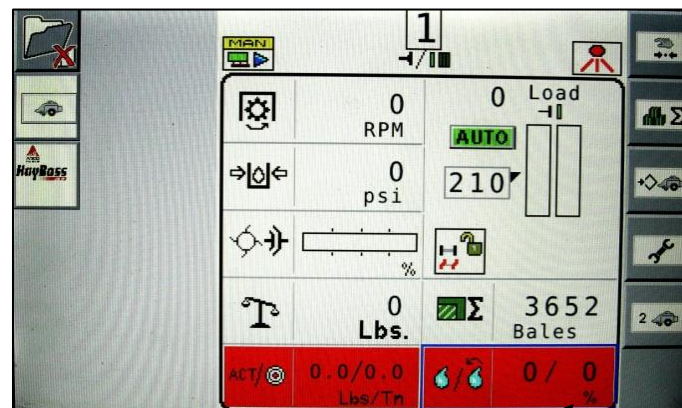 1
MAN
AGCO
HayBoss
0
RPM
0 Load
AUTO
0
psi
210
%
0
Lbs.
3652
Bales
Σ
Σ
2
ACT/
0.0/0.0
Lbs/Tn
0/ 0
%